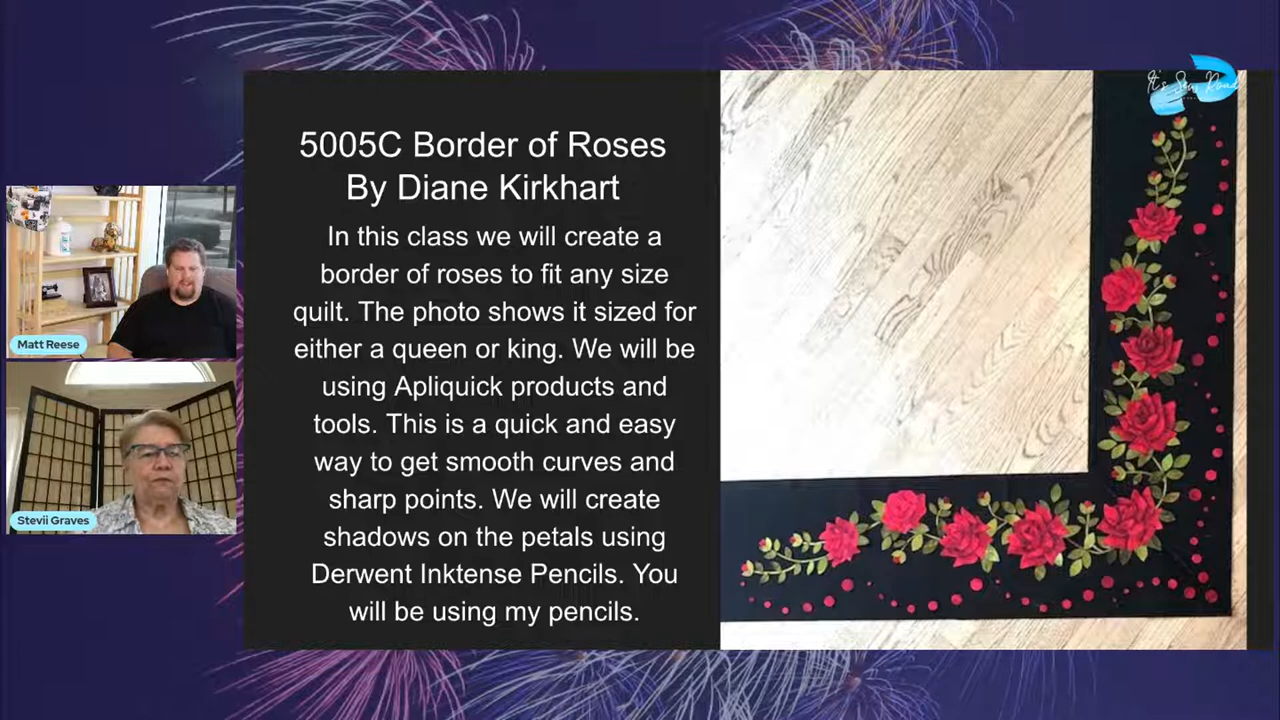 5005C Border of Roses
By Diane Kirkhart
In this class we will create a
border of roses to fit any size
quilt. The photo shows it sized for
either a queen or king. We will be
using Apliquick products and
tools. This is a quick and easy
way to get smooth curves and
sharp points. We will create
shadows on the petals using
Derwent Inktense Pencils. You
will be using my pencils.
It's Sew Road
Matt Reese
Stevii Graves